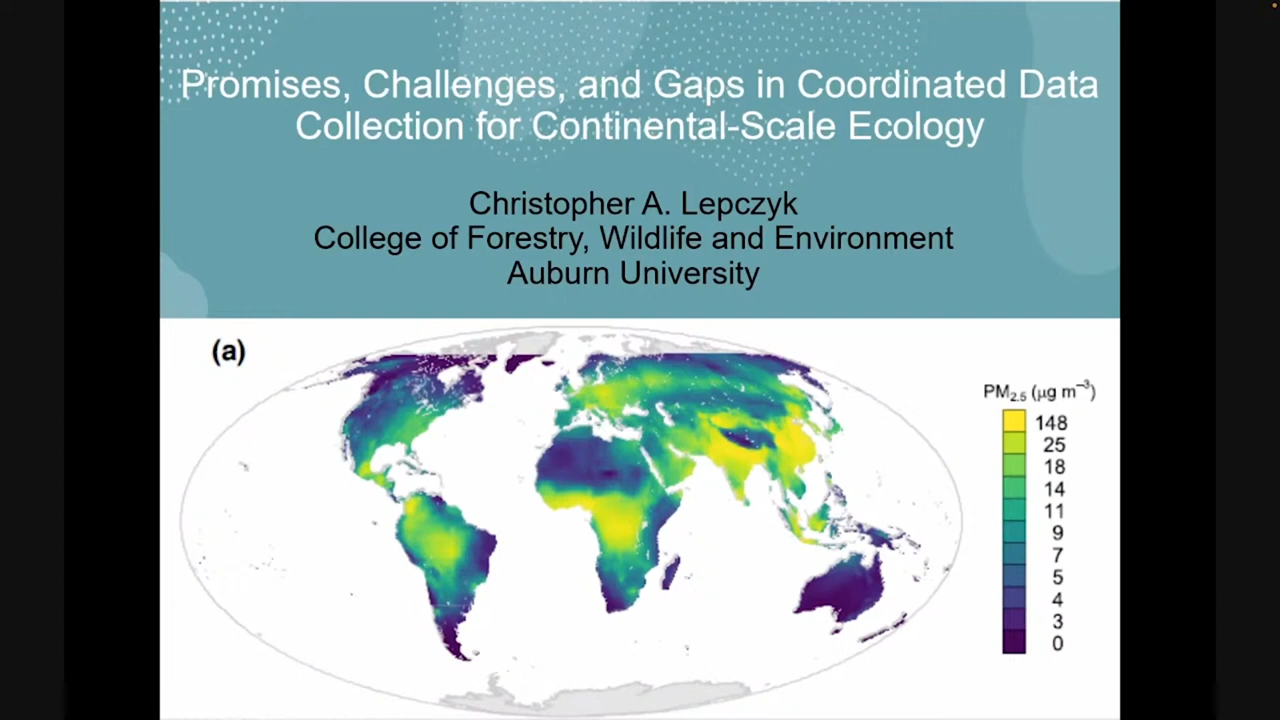 Promises, Challenges, and Gaps in Coordinated Data
Collection for Continental-Scale Ecology
Christopher A. Lepczyk
College of Forestry, Wildlife and Environment
Auburn University
(a)
PM2.5 (μg m−3)
148
25
18
14
11
9
7
5
4
3
0